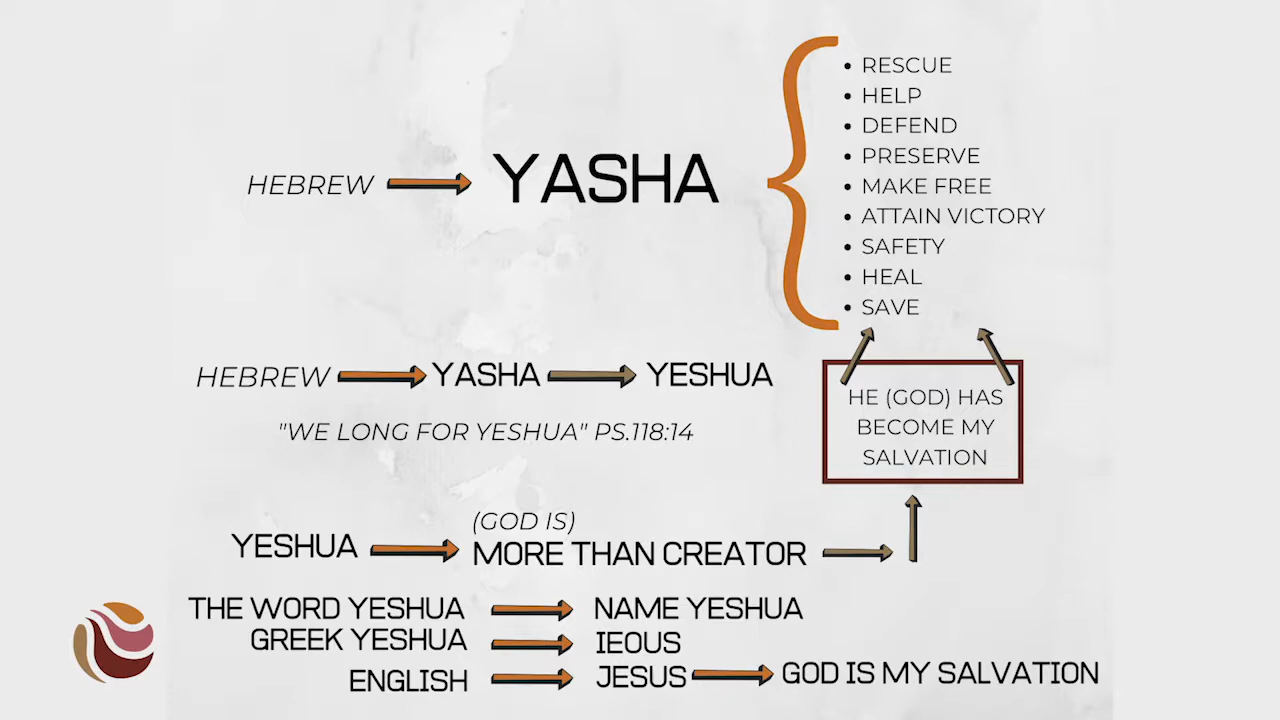 HEBREW YASHA
RESCUE
HELP
DEFEND
PRESERVE
MAKE FREE
ATTAIN VICTORY
SAFETY
HEAL
SAVE
HEBREW YASHA YESHUA
"WE LONG FOR YESHUA" PS.118:14
HE (GOD) HAS
BECOME MY
SALVATION
(GOD IS)
YESHUA MORE THAN CREATOR
THE WORD YESHUA NAME YESHUA
GREEK YESHUA IEOUS
ENGLISH JESUS GOD IS MY SALVATION